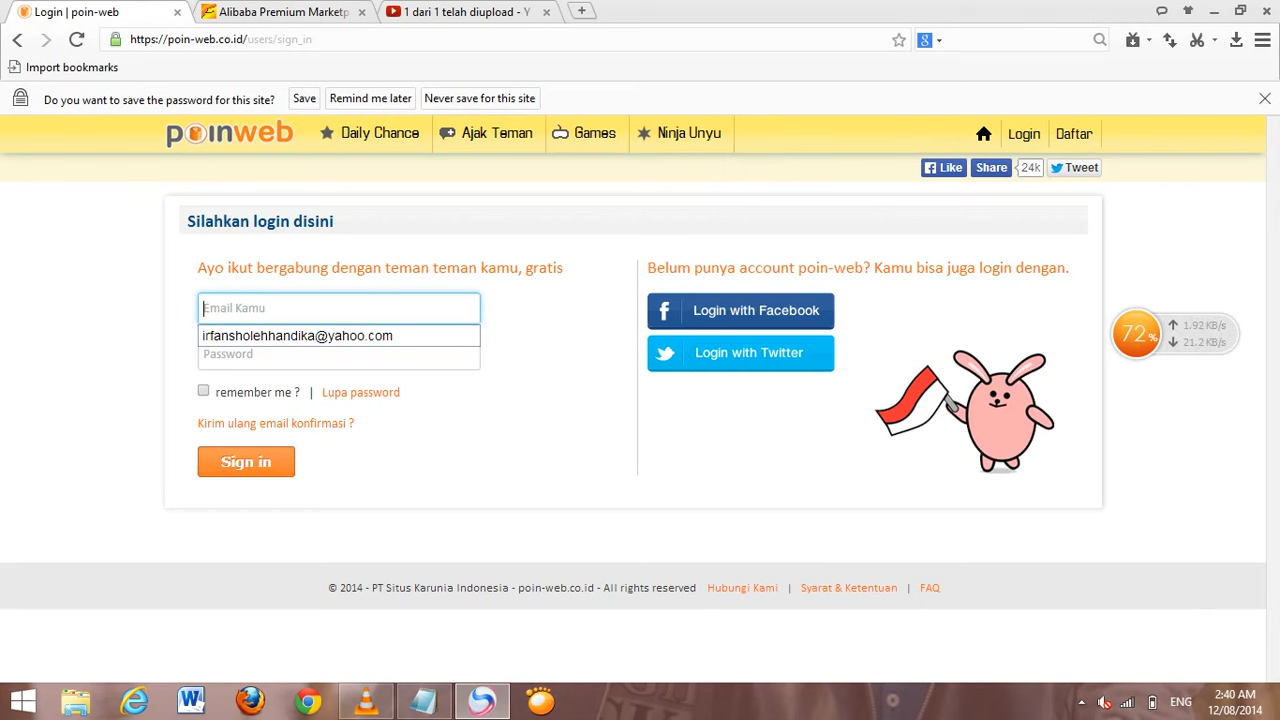 Login | poin-web
Alibaba Premium Marketp
1 dari 1 telah diupload - Y
https://poin-web.co.id/users/sign_in
Import bookmarks
Do you want to save the password for this site? Save Remind me later Never save for this site
poinweb Daily Chance Ajak Teman Games Ninja Unyu Login Daftar
Like Share 24k Tweet
Silahkan login disini
Ayo ikut bergabung dengan teman teman kamu, gratis
Email Kamu
irfansholehhandika@yahoo.com
Password
remember me ? | Lupa password
Kirim ulang email konfirmasi ?
Sign in
Belum punya account poin-web? Kamu bisa juga login dengan.
f Login with Facebook
Login with Twitter
72% 1.92 KB/s
21.2 KB/s
© 2014 - PT Situs Karunia Indonesia - poin-web.co.id - All rights reserved Hubungi Kami | Syarat & Ketentuan | FAQ
ENG 2:40 AM
12/08/2014